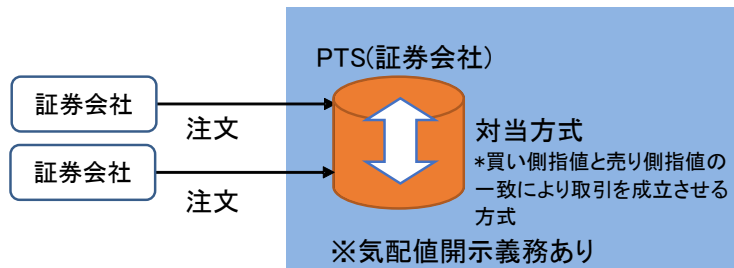 PTS(証券会社)
証券会社
注文
証券会社
注文
対当方式
*買い側指値と売り側指値の
一致により取引を成立させる
方式
※気配値開示義務あり